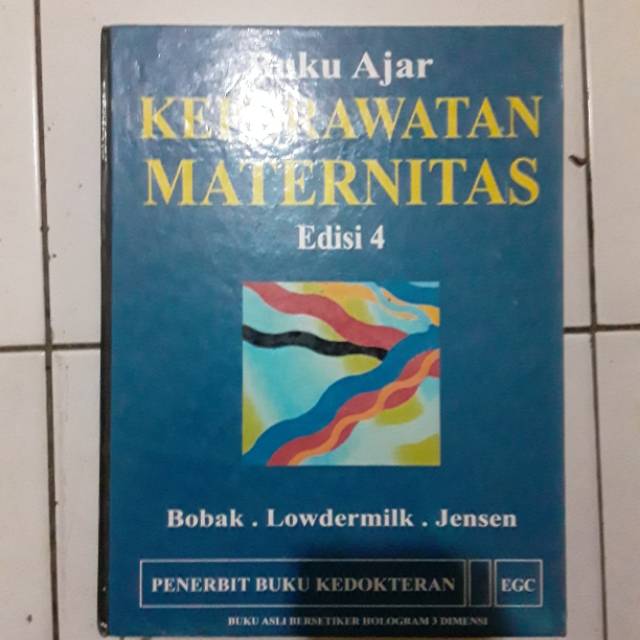 Buku Ajar
KEPERAWATAN
MATERNITAS
Edisi 4
Bobak . Lowdermilk . Jensen
PENERBIT BUKU KEDOKTERAN EGC
BUKU ASLI BERSETIKER HOLOGRAM 3 DIMENSI